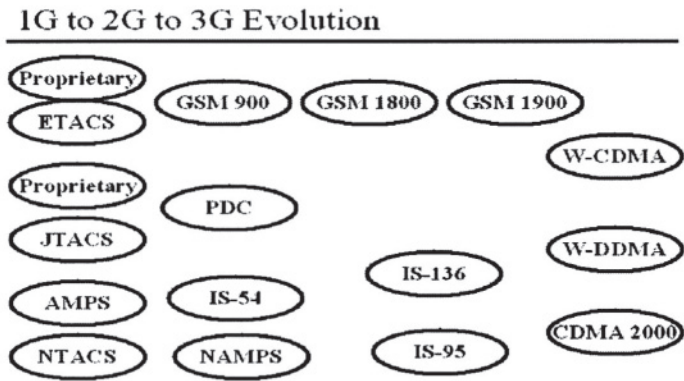 1G to 2G to 3G Evolution
Proprietary
ETACS
GSM 900
GSM 1800
GSM 1900
W-CDMA
Proprietary
JTACS
PDC
W-DDMA
IS-136
AMPS
IS-54
CDMA 2000
NTACS
NAMPS
IS-95